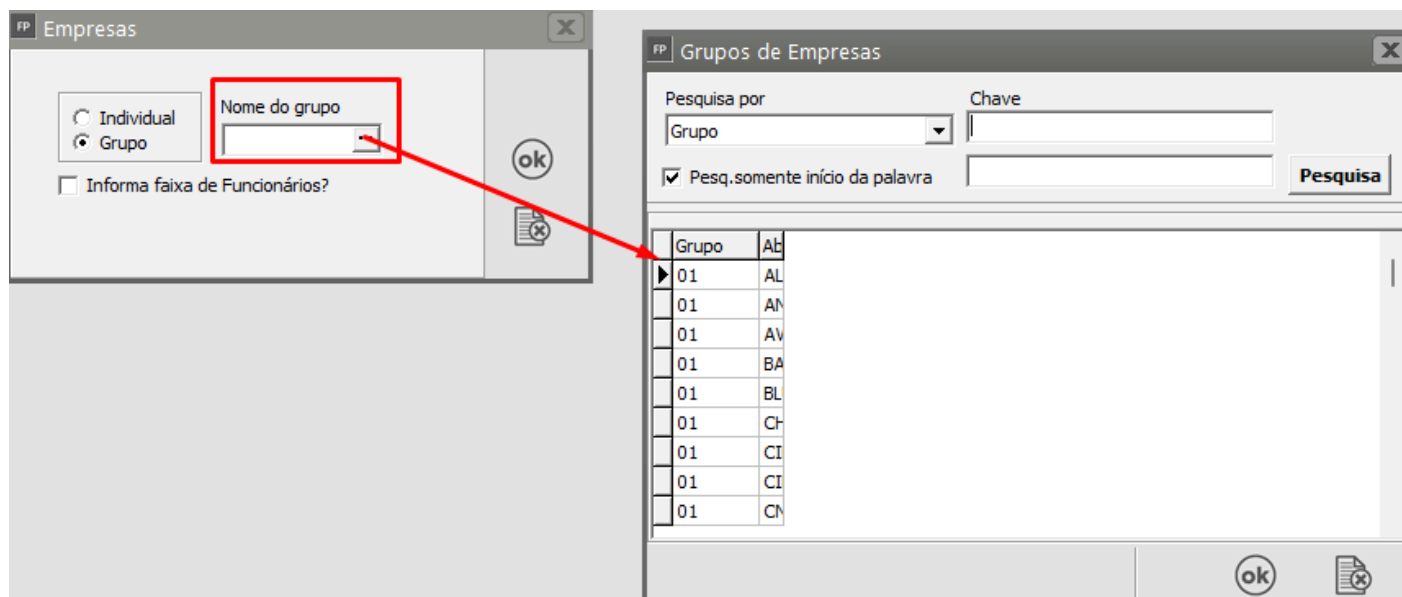 FP Empresas
Individual
Grupo
Nome do grupo
Informa faixa de Funcionários?
ok
FP Grupos de Empresas
Pesquisa por
Chave
Grupo
Pesq.somente início da palavra
Pesquisa
Grupo Ab
01 AL
01 AN
01 AV
01 BA
01 BL
01 CH
01 CI
01 CI
01 CN
ok